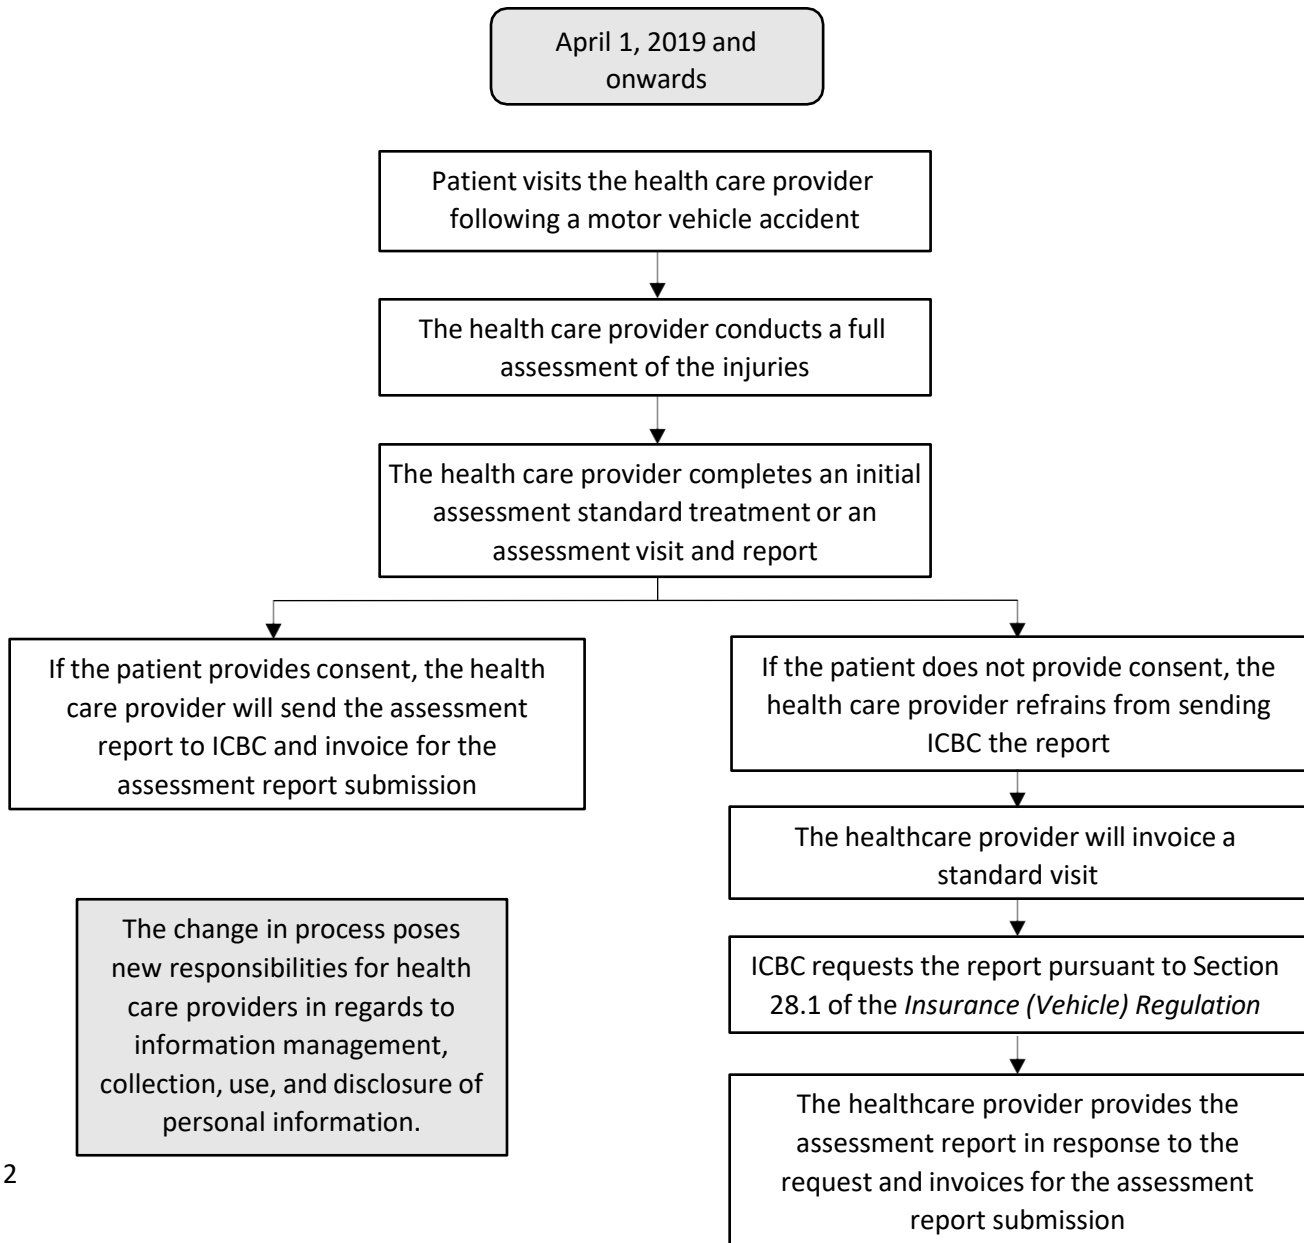 April 1, 2019 and
onwards
Patient visits the health care provider
following a motor vehicle accident
The health care provider conducts a full
assessment of the injuries
The health care provider completes an initial
assessment standard treatment or an
assessment visit and report
If the patient provides consent, the health
care provider will send the assessment
report to ICBC and invoice for the
assessment report submission
If the patient does not provide consent, the
health care provider refrains from sending
ICBC the report
The healthcare provider will invoice a
standard visit
ICBC requests the report pursuant to Section
28.1 of the Insurance (Vehicle) Regulation
The healthcare provider provides the
assessment report in response to the
request and invoices for the assessment
report submission
The change in process poses
new responsibilities for health
care providers in regards to
information management,
collection, use, and disclosure of
personal information.
2